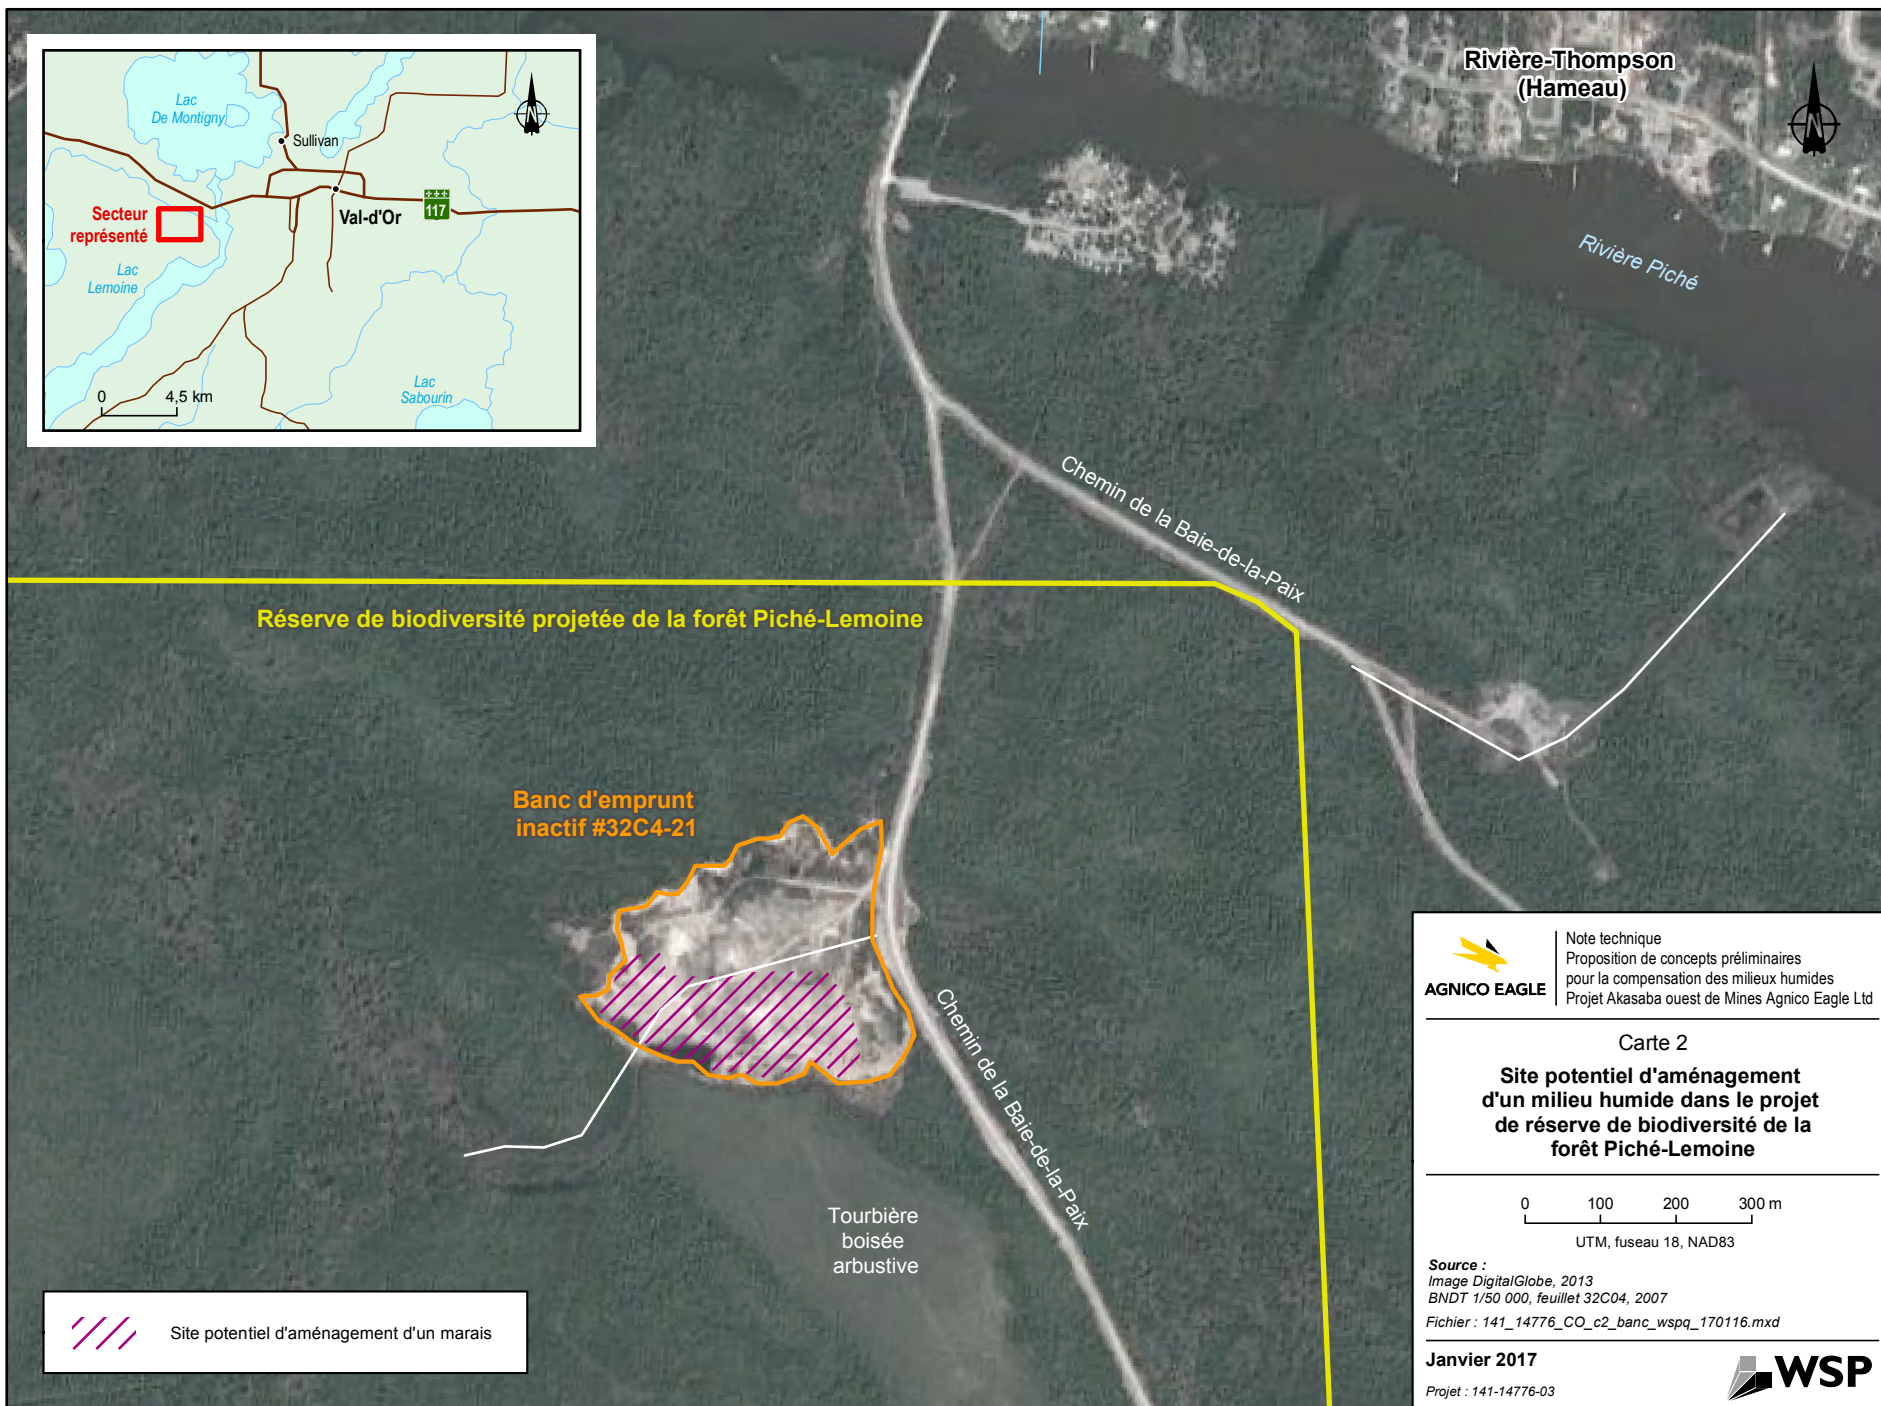 Lac
De Montigny
Sullivan
Val-d'Or
117
Secteur
représenté
Lac
Lemoine
Lac
Sabourin
0 4,5 km
N
Rivière-Thompson
(Hameau)
N
Rivière Piché
Chemin de la Baie-de-la-Paix
Réserve de biodiversité projetée de la forêt Piché-Lemoine
Banc d'emprunt
inactif #32C4-21
Chemin de la Baie-de-la-Paix
Tourbière
boisée
arbustive
Site potentiel d'aménagement d'un marais
AGNICO EAGLE
Note technique
Proposition de concepts préliminaires
pour la compensation des milieux humides
Projet Akasaba ouest de Mines Agnico Eagle Ltd
Carte 2
Site potentiel d'aménagement
d'un milieu humide dans le projet
de réserve de biodiversité de la
forêt Piché-Lemoine
0 100 200 300 m
UTM, fuseau 18, NAD83
Source :
Image DigitalGlobe, 2013
BNDT 1/50 000, feuillet 32C04, 2007
Fichier : 141_14776_CO_c2_banc_wspq_170116.mxd
Janvier 2017
Projet : 141-14776-03
WSP